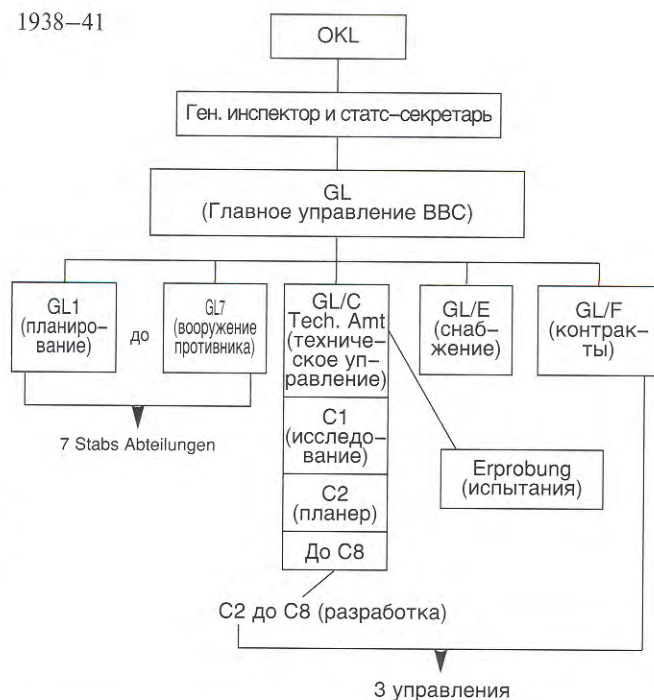 1938–41
OKL
Ген. инспектор и статс–секретарь
GL
(Главное управление ВВС)
GL1
(планиро–
вание)
до
GL7
(вооружение
противника)
GL/C
Tech. Amt
(техниче–
ское уп–
равление)
GL/E
(снаб–
жение)
GL/F
(контрак–
ты)
7 Stabs Abteilungen
C1
(исследо–
вание)
C2
(планер)
До C8
Erprobung
(испытания)
C2 до C8 (разработка)
3 управления